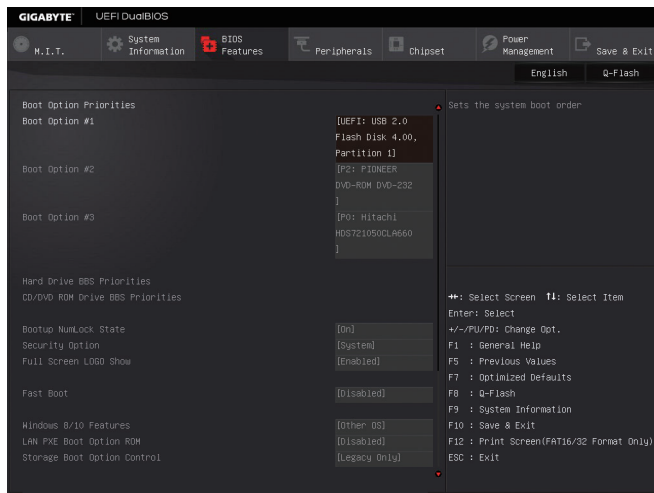 GIGABYTE™ UEFI DualBIOS
M.I.T.
System Information
BIOS Features
Peripherals
Chipset
Power Management
Save & Exit
English
Q-Flash
Boot Option Priorities
Boot Option #1 [UEFI: USB 2.0
Flash Disk 4.00,
Partition 1]
Boot Option #2 [P2: PIONEER
DVD-ROM DVD-232
]
Boot Option #3 [P0: Hitachi
HDS721050CLA660
]
Hard Drive BBS Priorities
CD/DVD ROM Drive BBS Priorities
Bootup NumLock State [On]
Security Option [System]
Full Screen LOGO Show [Enabled]
Fast Boot [Disabled]
Windows 8/10 Features [Other OS]
LAN PXE Boot Option ROM [Disabled]
Storage Boot Option Control [Legacy Only]
Sets the system boot order
→←: Select Screen ↑↓: Select Item
Enter: Select
+/-/PU/PD: Change Opt.
F1 : General Help
F5 : Previous Values
F7 : Optimized Defaults
F8 : Q-Flash
F9 : System Information
F10 : Save & Exit
F12 : Print Screen(FAT16/32 Format Only)
ESC : Exit